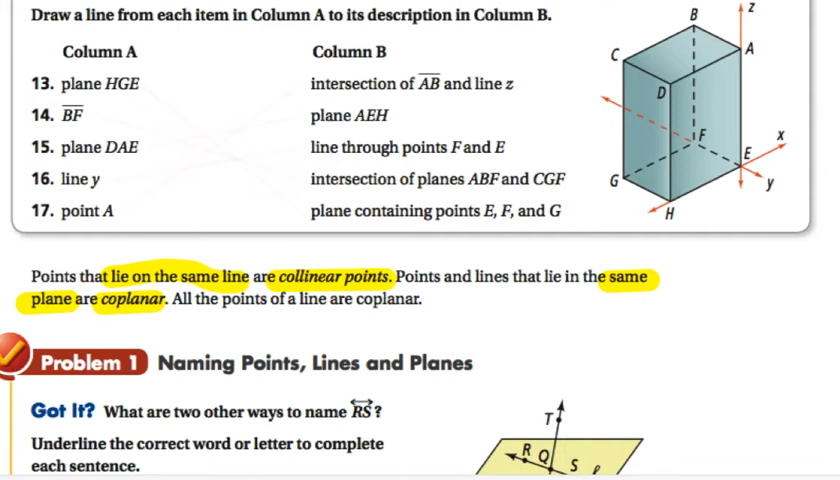 Draw a line from each item in Column A to its description in Column B.
Column A Column B
13. plane HGE intersection of AB and line z
14. BF plane AEH
15. plane DAE line through points F and E
16. line y intersection of planes ABF and CGF
17. point A plane containing points E, F, and G
B
z
C
A
D
F
x
E
G
y
H
Points that lie on the same line are collinear points. Points and lines that lie in the same
plane are coplanar. All the points of a line are coplanar.
Problem 1 Naming Points, Lines and Planes
Got It? What are two other ways to name RS?
Underline the correct word or letter to complete
each sentence.
T
R Q S ℓ